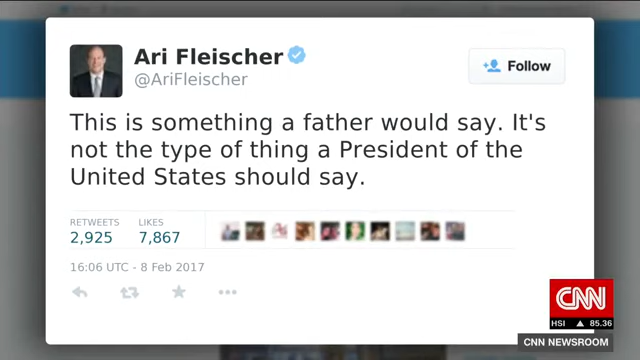 Ari Fleischer
@AriFleischer
Follow
This is something a father would say. It's
not the type of thing a President of the
United States should say.
RETWEETS LIKES
2,925 7,867
16:06 UTC - 8 Feb 2017
CNN
HSI ▲ 85.36
CNN NEWSROOM